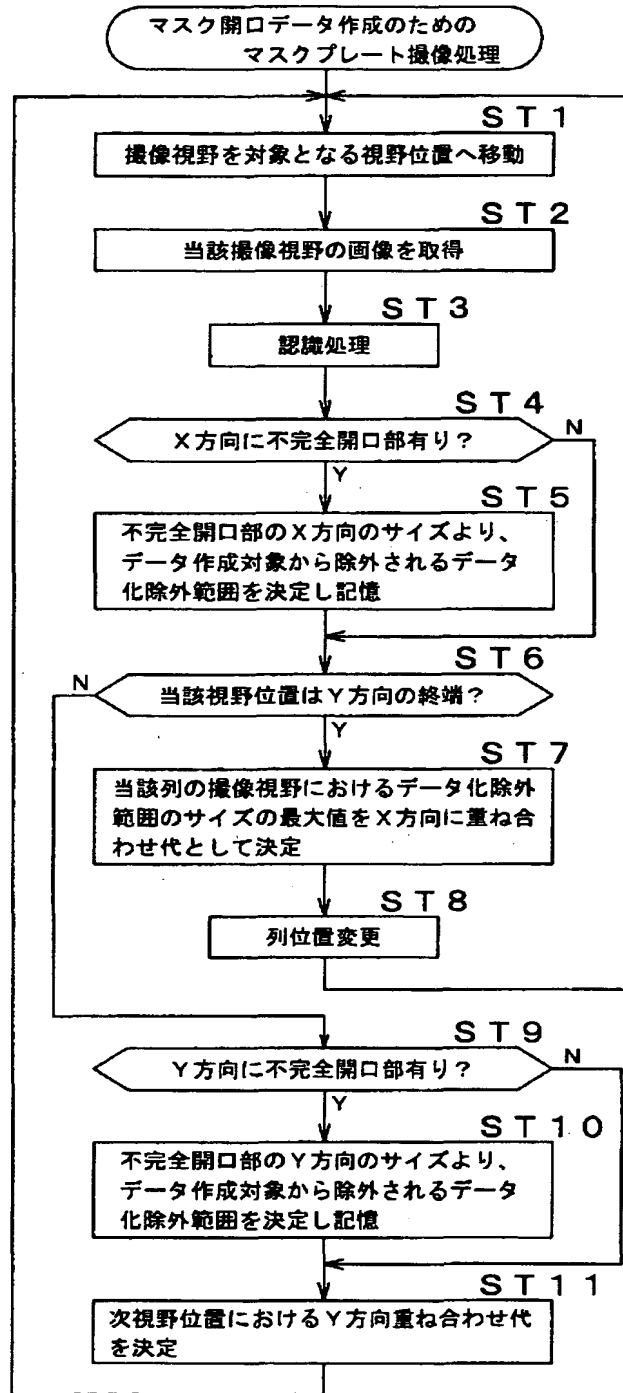 マスク開口データ作成のための
マスクプレート撮像処理
ST1
撮像視野を対象となる視野位置へ移動
ST2
当該撮像視野の画像を取得
ST3
認識処理
ST4
X方向に不完全開口部有り?
N
Y
ST5
不完全開口部のX方向のサイズより、
データ作成対象から除外されるデータ
化除外範囲を決定し記憶
ST6
N
当該視野位置はY方向の終端?
Y
ST7
当該列の撮像視野におけるデータ化除外
範囲のサイズの最大値をX方向に重ね合
わせ代として決定
ST8
列位置変更
ST9
Y方向に不完全開口部有り?
N
Y
ST10
不完全開口部のY方向のサイズより、
データ作成対象から除外されるデータ
化除外範囲を決定し記憶
ST11
次視野位置におけるY方向重ね合わせ代
を決定